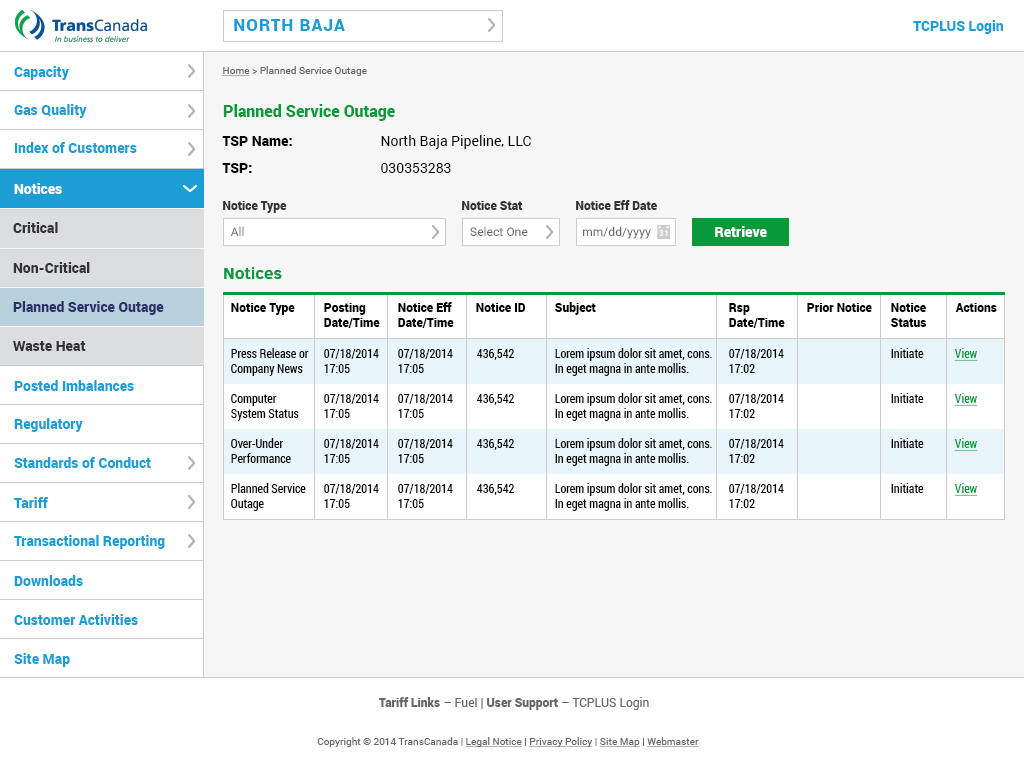 TransCanada
In business to deliver
NORTH BAJA
TCPLUS Login
Capacity
Gas Quality
Index of Customers
Notices
Critical
Non-Critical
Planned Service Outage
Waste Heat
Posted Imbalances
Regulatory
Standards of Conduct
Tariff
Transactional Reporting
Downloads
Customer Activities
Site Map
Home > Planned Service Outage
Planned Service Outage
TSP Name: North Baja Pipeline, LLC
TSP: 030353283
Notice Type Notice Stat Notice Eff Date
All Select One mm/dd/yyyy 31 Retrieve
Notices
Notice Type Posting Notice Eff Notice ID Subject Rsp Prior Notice Notice Actions
Date/Time Date/Time Date/Time Status
Press Release or 07/18/2014 07/18/2014 436,542 Lorem ipsum dolor sit amet, cons. 07/18/2014 Initiate View
Company News 17:05 17:05 In eget magna in ante mollis. 17:02
Computer 07/18/2014 07/18/2014 436,542 Lorem ipsum dolor sit amet, cons. 07/18/2014 Initiate View
System Status 17:05 17:05 In eget magna in ante mollis. 17:02
Over-Under 07/18/2014 07/18/2014 436,542 Lorem ipsum dolor sit amet, cons. 07/18/2014 Initiate View
Performance 17:05 17:05 In eget magna in ante mollis. 17:02
Planned Service 07/18/2014 07/18/2014 436,542 Lorem ipsum dolor sit amet, cons. 07/18/2014 Initiate View
Outage 17:05 17:05 In eget magna in ante mollis. 17:02
Tariff Links – Fuel | User Support – TCPLUS Login
Copyright © 2014 TransCanada | Legal Notice | Privacy Policy | Site Map | Webmaster